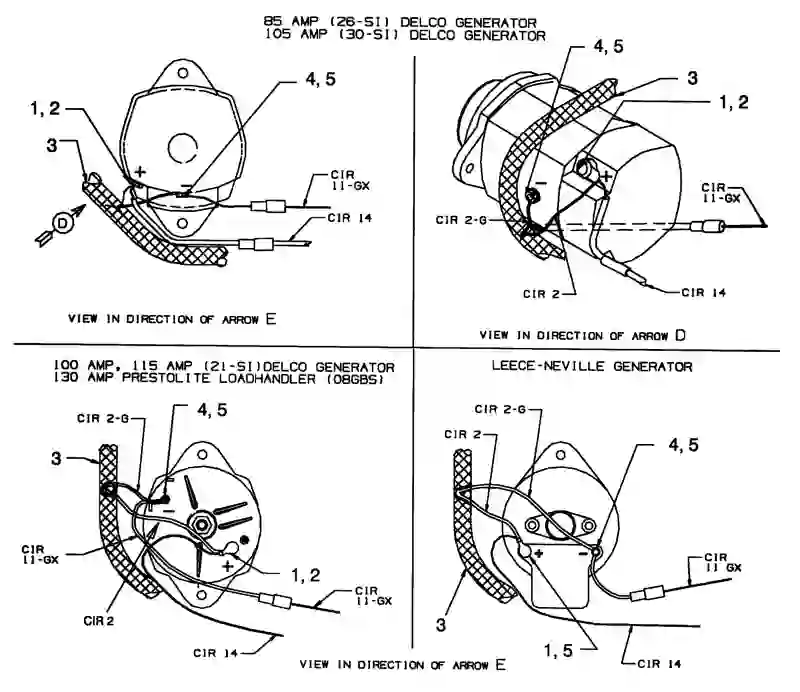 85 AMP (26-SI) DELCO GENERATOR
105 AMP (30-SI) DELCO GENERATOR
4, 5
1, 2
3
+
−
CIR
11-GX
CIR 14
D
VIEW IN DIRECTION OF ARROW E
4, 5
3
1, 2
+
−
CIR
11-GX
CIR 2-G
CIR 2
CIR 14
VIEW IN DIRECTION OF ARROW D
100 AMP, 115 AMP (21-SI)DELCO GENERATOR
130 AMP PRESTOLITE LOADHANDLER (08GBS)
CIR 2-G
4, 5
3
−
+
CIR
11-GX
1, 2
CIR
11-GX
CIR 2
CIR 14
LEECE-NEVILLE GENERATOR
CIR 2-G
CIR 2
4, 5
+
−
CIR
11 GX
3
1, 5
CIR 14
VIEW IN DIRECTION OF ARROW E